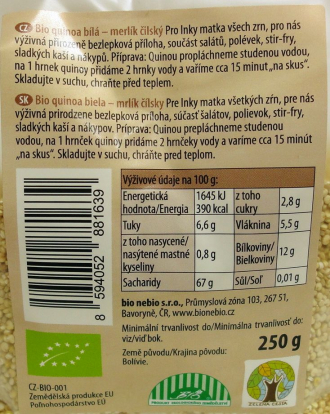 CZ Bio quinoa bílá – merlík čilský Pro Inky matka všech zrn, pro nás
výživná přirozeně bezlepková příloha, součást salátů, polévek, stir-fry,
sladkých kaší a nákypů. Příprava: Quinou propláchneme studenou vodou,
na 1 hrnek quinoy přidáme 2 hrnky vody a vaříme cca 15 minut „na skus“.
Skladujte v suchu, chraňte před teplem.
SK Bio quinoa biela – mrlík čilský Pre Inky matka všetkých zŕn, pre nás
výživná prirodzene bezlepková príloha, súčasť šalátov, polievok, stir-fry,
sladkých kaší a nákypov. Príprava: Quinou prepláchneme studenou
vodou, na 1 hrnček quinoy pridáme 2 hrnčeky vody a varíme cca 15 minút
„na skus“. Skladujte v suchu, chráňte pred teplom.
Výživové údaje na 100 g:
Energetická hodnota/Energia 1645 kJ 390 kcal z toho cukry 2,8 g
Tuky 6,6 g Vláknina 5,5 g
z toho nasycené/ nasýtené mastné kyseliny 0,8 g Bílkoviny/ Bielkoviny 12 g
Sacharidy 67 g Sůl/Soľ 0,01 g
8 594052 881639
bio nebio s.r.o., Průmyslová zóna 103, 267 51,
Bavoryně, ČR, www.bionebio.cz
Minimální trvanlivost do/Minimálna trvanlivosť do:
viz/viď bok.
Země původu/Krajina pôvodu:
Bolívie.
250 g
CZ-BIO-001
Zemědělská produkce EU
Poľnohospodárstvo EU
BIO